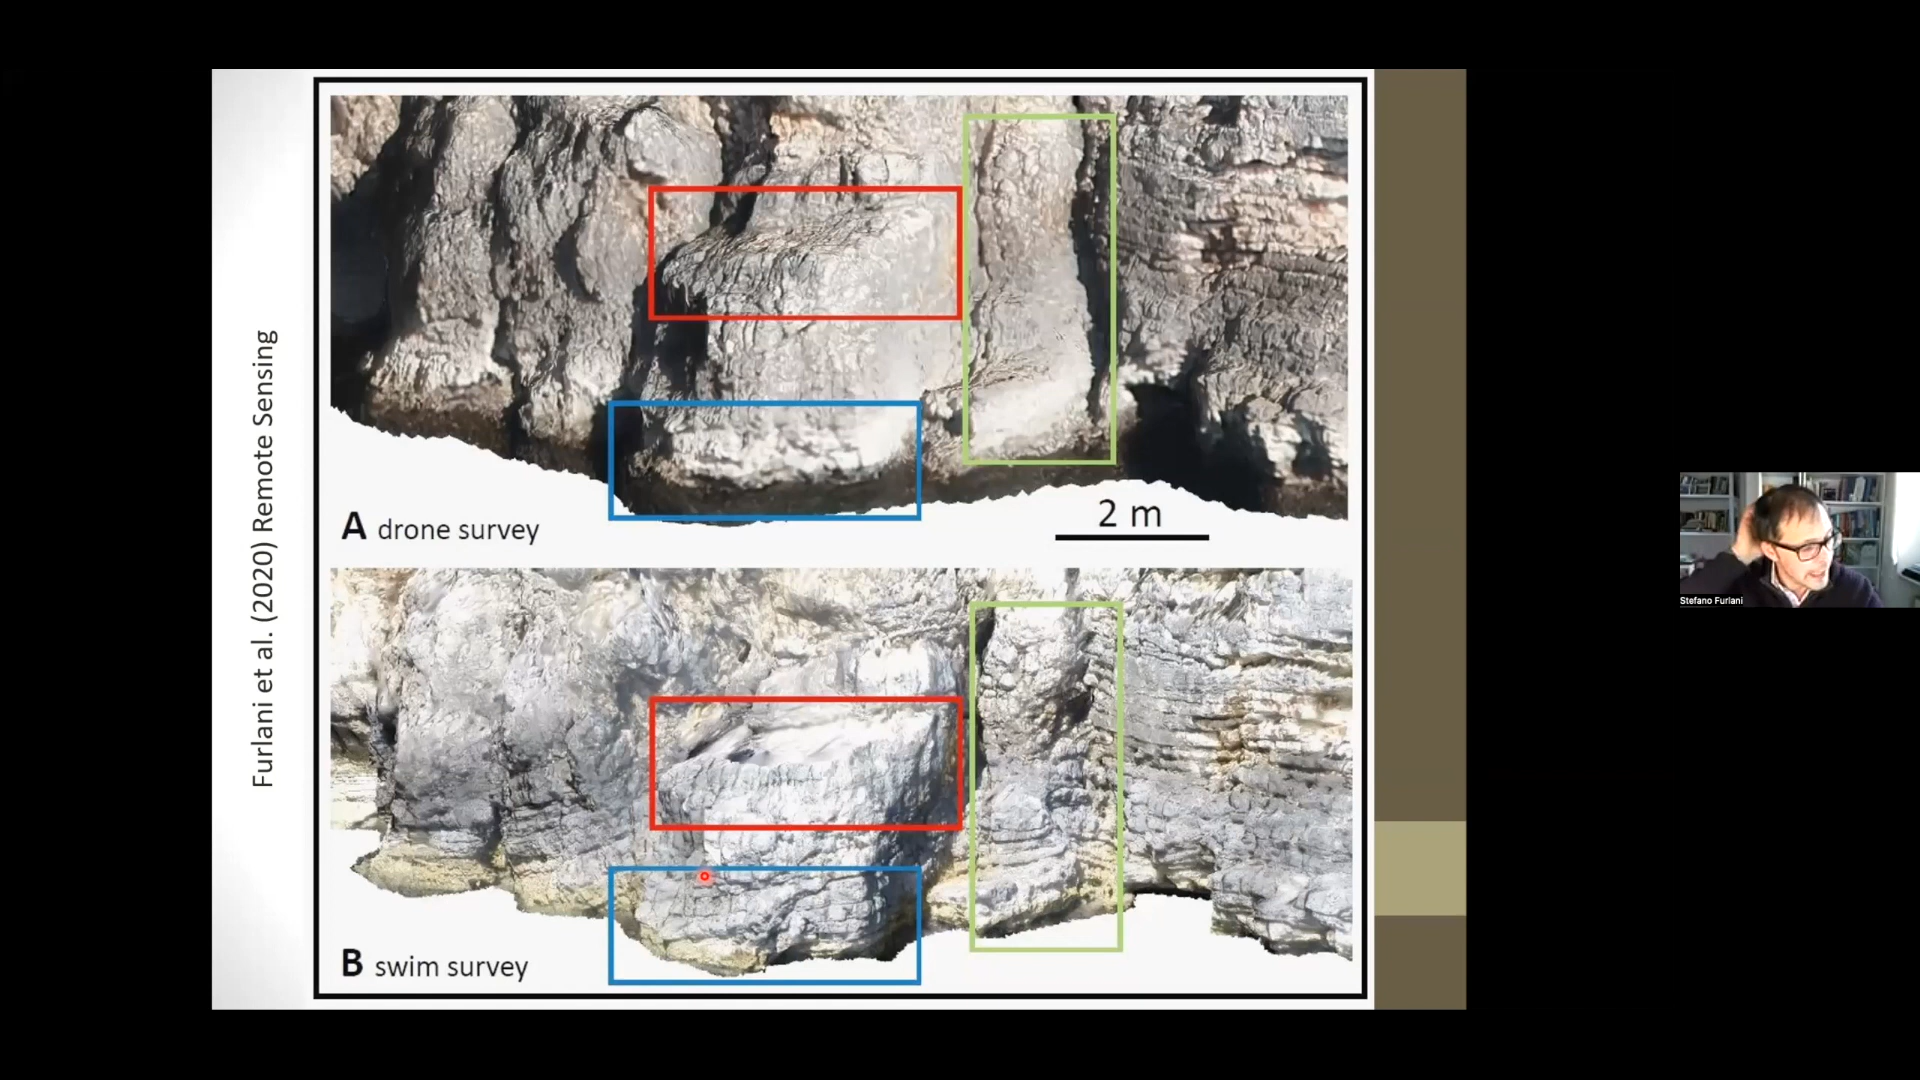 Furlani et al. (2020) Remote Sensing
A drone survey
2 m
B swim survey
Stefano Furlani